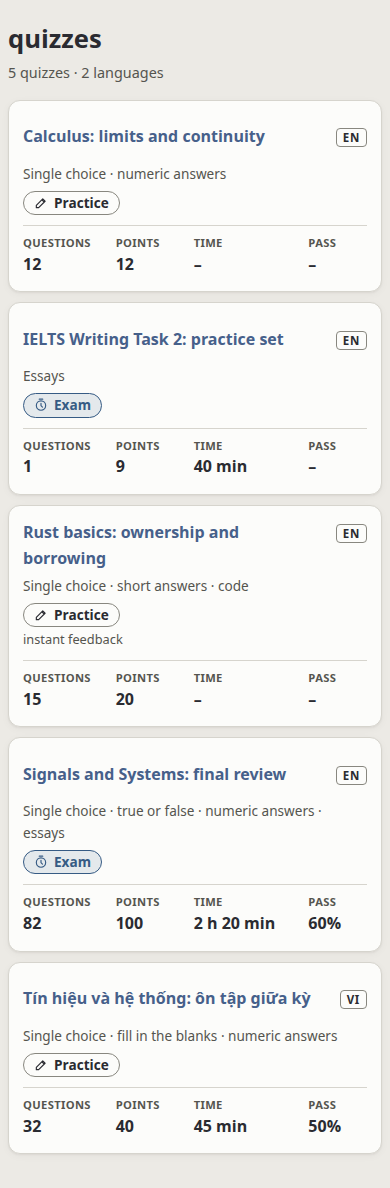 quizzes
5 quizzes · 2 languages
Calculus: limits and continuity EN
Single choice · numeric answers
Practice
QUESTIONS POINTS TIME PASS
12 12 – –
IELTS Writing Task 2: practice set EN
Essays
Exam
QUESTIONS POINTS TIME PASS
1 9 40 min –
Rust basics: ownership and EN
borrowing
Single choice · short answers · code
Practice
instant feedback
QUESTIONS POINTS TIME PASS
15 20 – –
Signals and Systems: final review EN
Single choice · true or false · numeric answers ·
essays
Exam
QUESTIONS POINTS TIME PASS
82 100 2 h 20 min 60%
Tín hiệu và hệ thống: ôn tập giữa kỳ VI
Single choice · fill in the blanks · numeric answers
Practice
QUESTIONS POINTS TIME PASS
32 40 45 min 50%